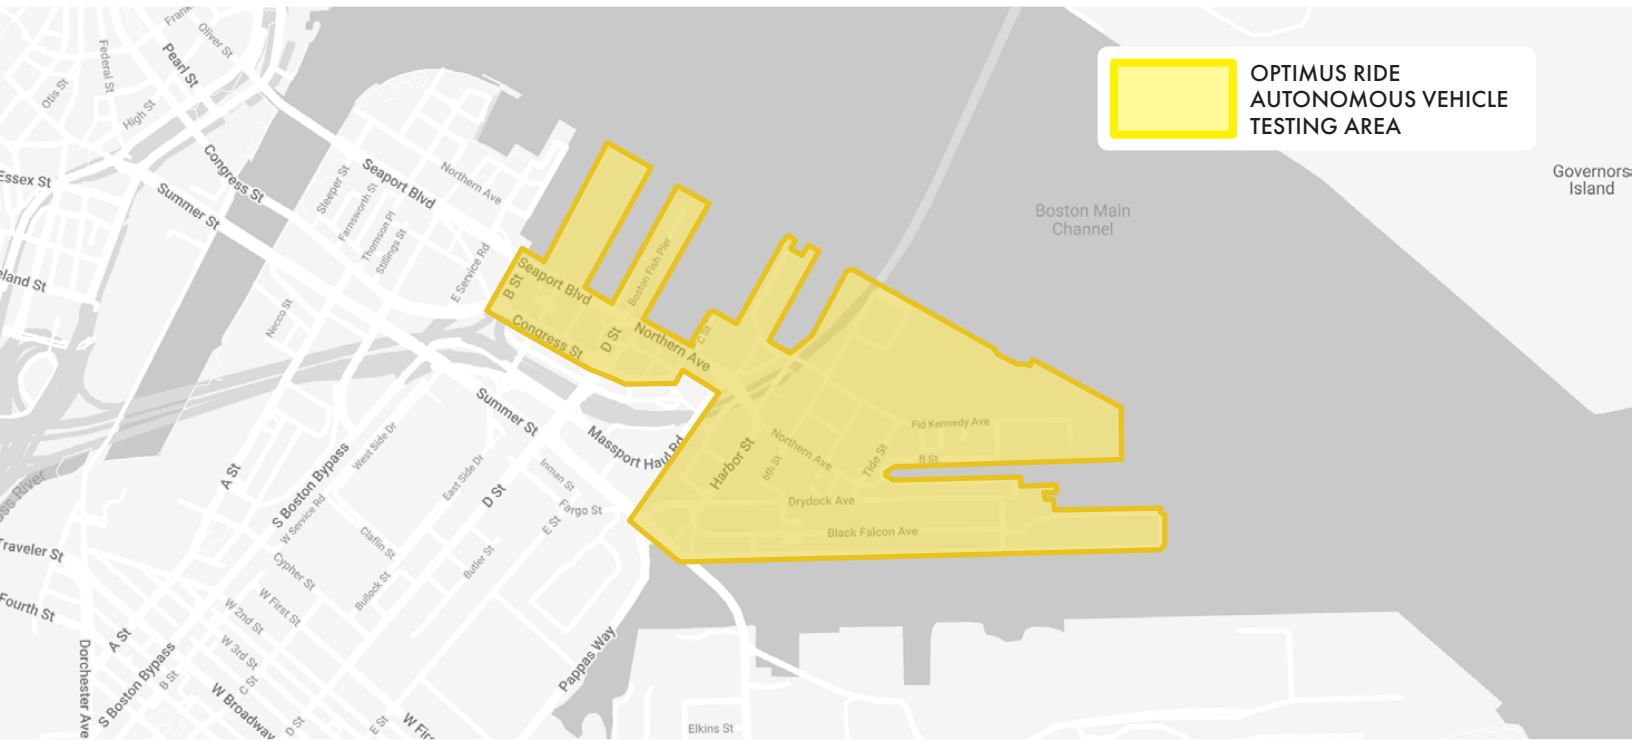 OPTIMUS RIDE
AUTONOMOUS VEHICLE
TESTING AREA
Governors
Island
Boston Main
Channel
Oliver St
Pearl St
Federal St
Otis St
High St
Essex St
Congress St
Summer St
Seaport Blvd
Northern Ave
Sleeper St
Farnsworth St
Thomson Pl
Stillings St
E Service Rd
Necco St
eland St
B St
Seaport Blvd
Congress St
D St
Boston Fish Pier
Northern Ave
C St
Summer St
Massport Haul Rd
Harbor St
Northern Ave
6th St
Tide St
Fid Kennedy Ave
B St
Drydock Ave
Black Falcon Ave
A St
S Boston Bypass
West Side Dr
W Service Rd
East Side Dr
D St
Inman St
Fargo St
E St
Claflin St
Cypher St
Bullock St
Butler St
ss River
Traveler St
Fourth St
W First St
W 2nd St
W 3rd St
A St
S Boston Bypass
B St
C St
D St
E St
W Broadway
W Fir
Dorchester Ave
Pappas Way
Elkins St